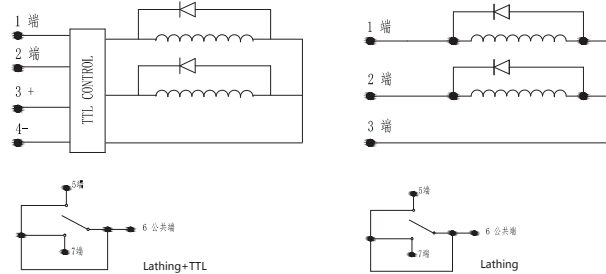 1 端
2 端
3 +
4-
TTL CONTROL
5端
6 公共端
7端
Lathing+TTL
1 端
2 端
3 端
5端
6 公共端
7端
Lathing